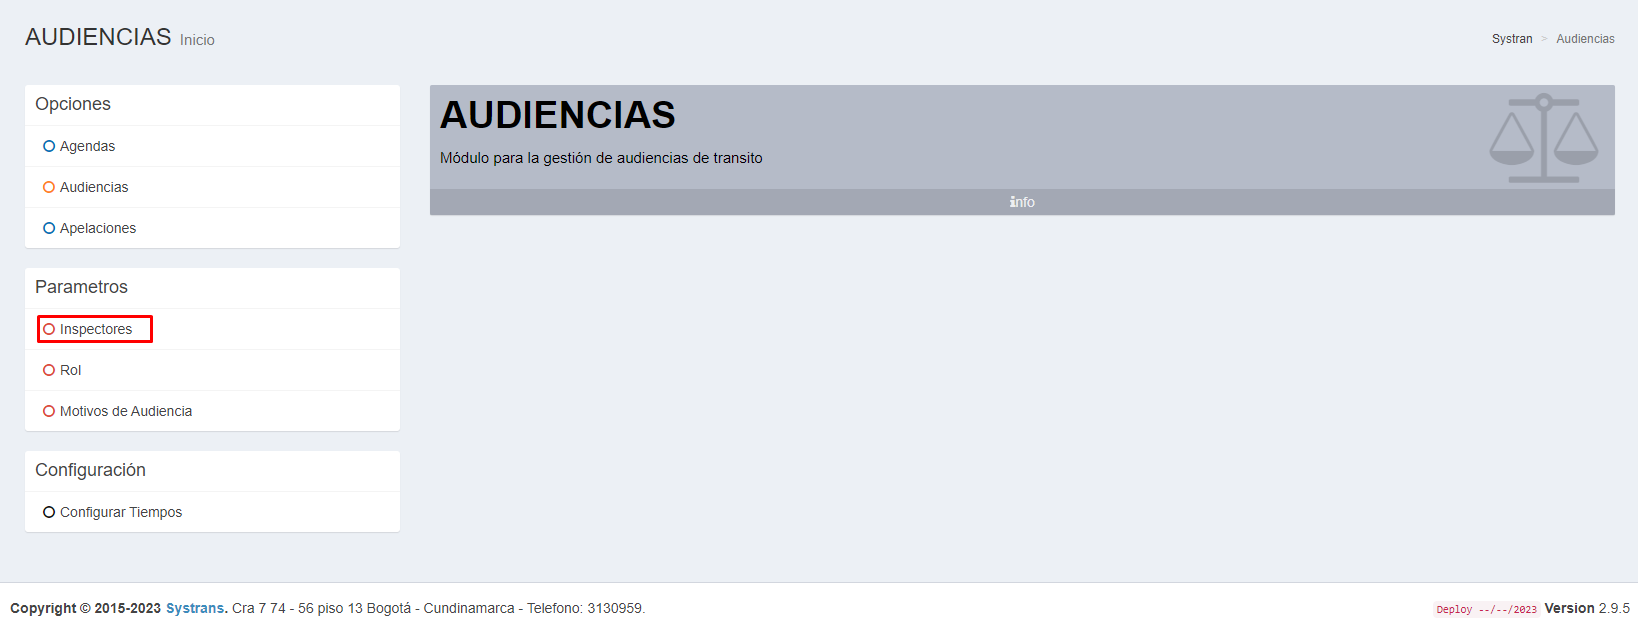 AUDIENCIAS Inicio
Systran > Audiencias
Opciones
Agendas
Audiencias
Apelaciones
Parametros
Inspectores
Rol
Motivos de Audiencia
Configuración
Configurar Tiempos
AUDIENCIAS
Módulo para la gestión de audiencias de transito
info
Copyright © 2015-2023 Systrans. Cra 7 74 - 56 piso 13 Bogotá - Cundinamarca - Telefono: 3130959.
Deploy --/--/2023 Version 2.9.5